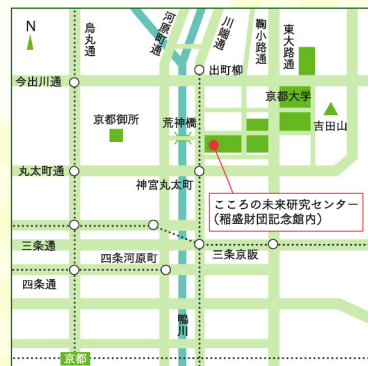 N
烏丸通
河原町通
川端通
鞠小路通
東大路通
出町柳
今出川通
京都大学
京都御所
荒神橋
吉田山
丸太町通
神宮丸太町
こころの未来研究センター
(稲盛財団記念館内)
三条通
四条河原町
三条京阪
四条通
鴨川
京都